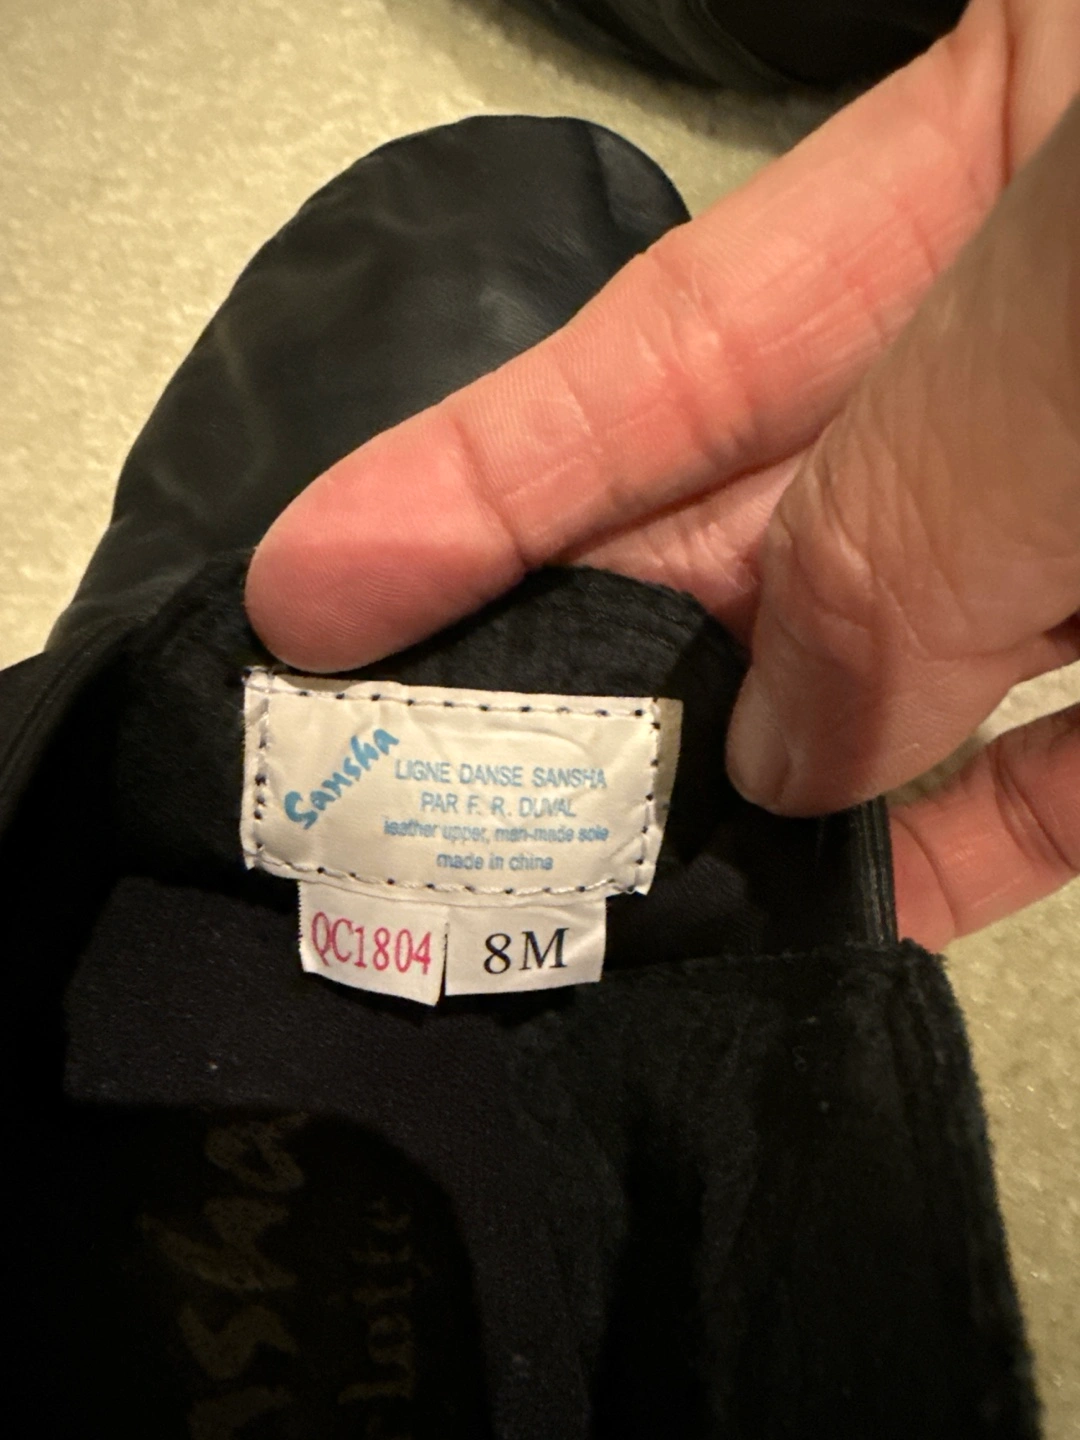 Sansha
LIGNE DANSE SANSHA
PAR F. R. DUVAL
leather upper, man-made sole
made in china
QC1804
8M